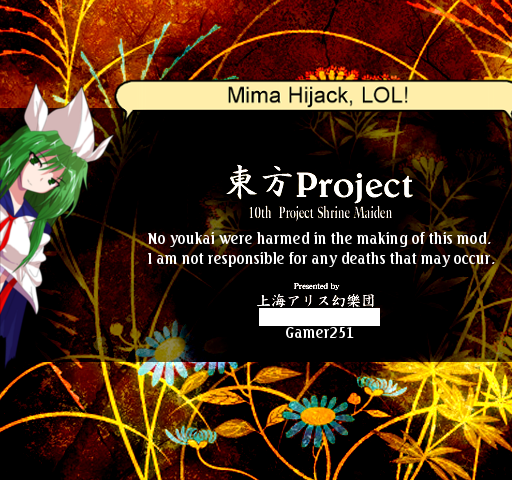 Mima Hijack, LOL!
東方Project
10th Project Shrine Maiden
No youkai were harmed in the making of this mod.
I am not responsible for any deaths that may occur.
Presented by
上海アリス幻樂団
Gamer251